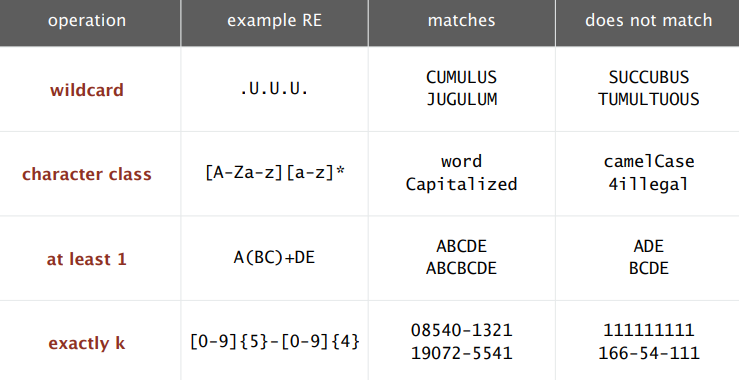 operation example RE matches does not match
wildcard .U.U.U. CUMULUS SUCCUBUS
JUGULUM TUMULTUOUS
character class [A-Za-z][a-z]* word camelCase
Capitalized 4illegal
at least 1 A(BC)+DE ABCDE ADE
ABCBCDE BCDE
exactly k [0-9]{5}-[0-9]{4} 08540-1321 111111111
19072-5541 166-54-111